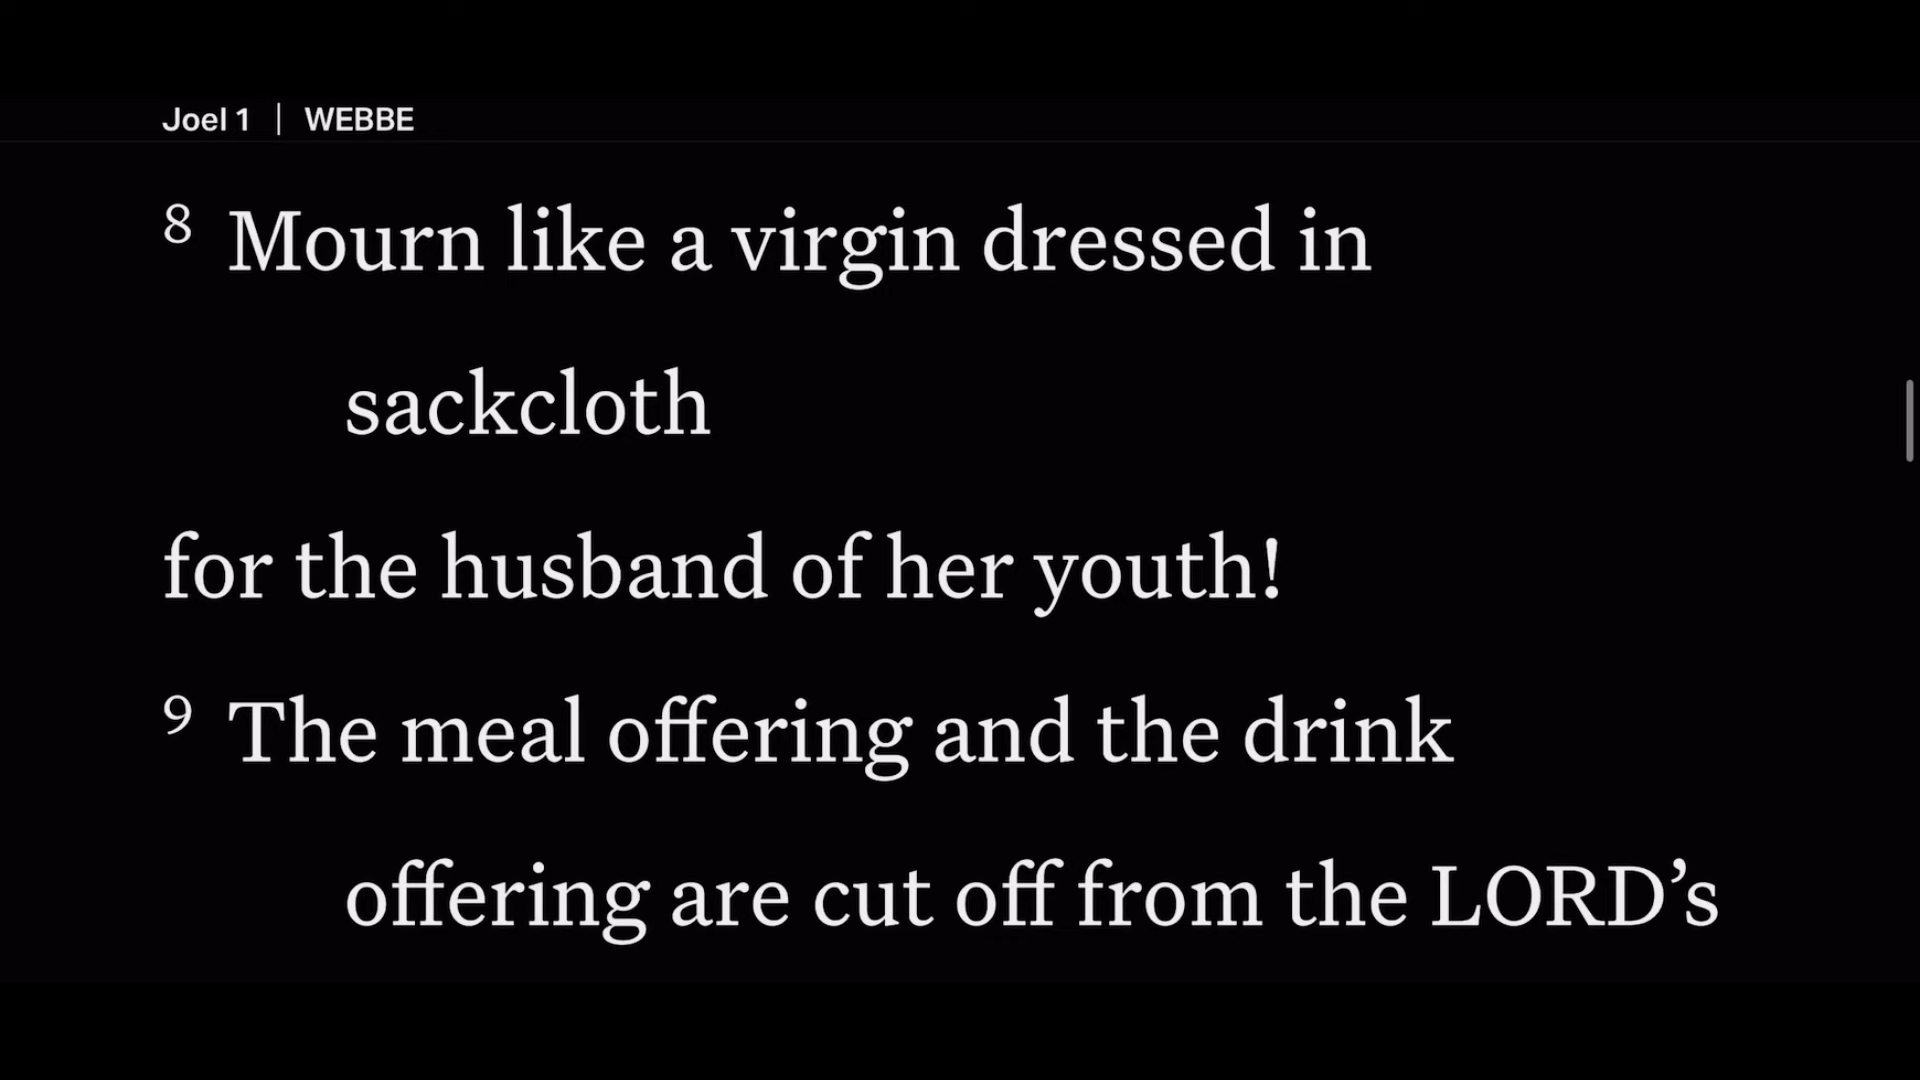 Joel 1 | WEBBE
8 Mourn like a virgin dressed in
sackcloth
for the husband of her youth!
9 The meal offering and the drink
offering are cut off from the LORD’s